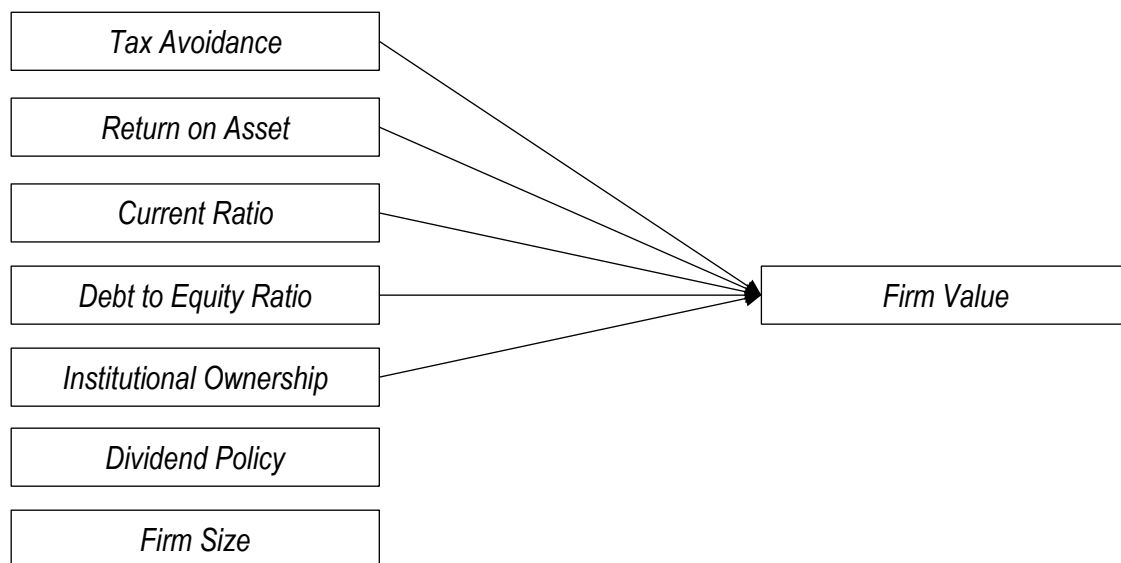 Tax Avoidance
Return on Asset
Current Ratio
Debt to Equity Ratio
Firm Value
Institutional Ownership
Dividend Policy
Firm Size